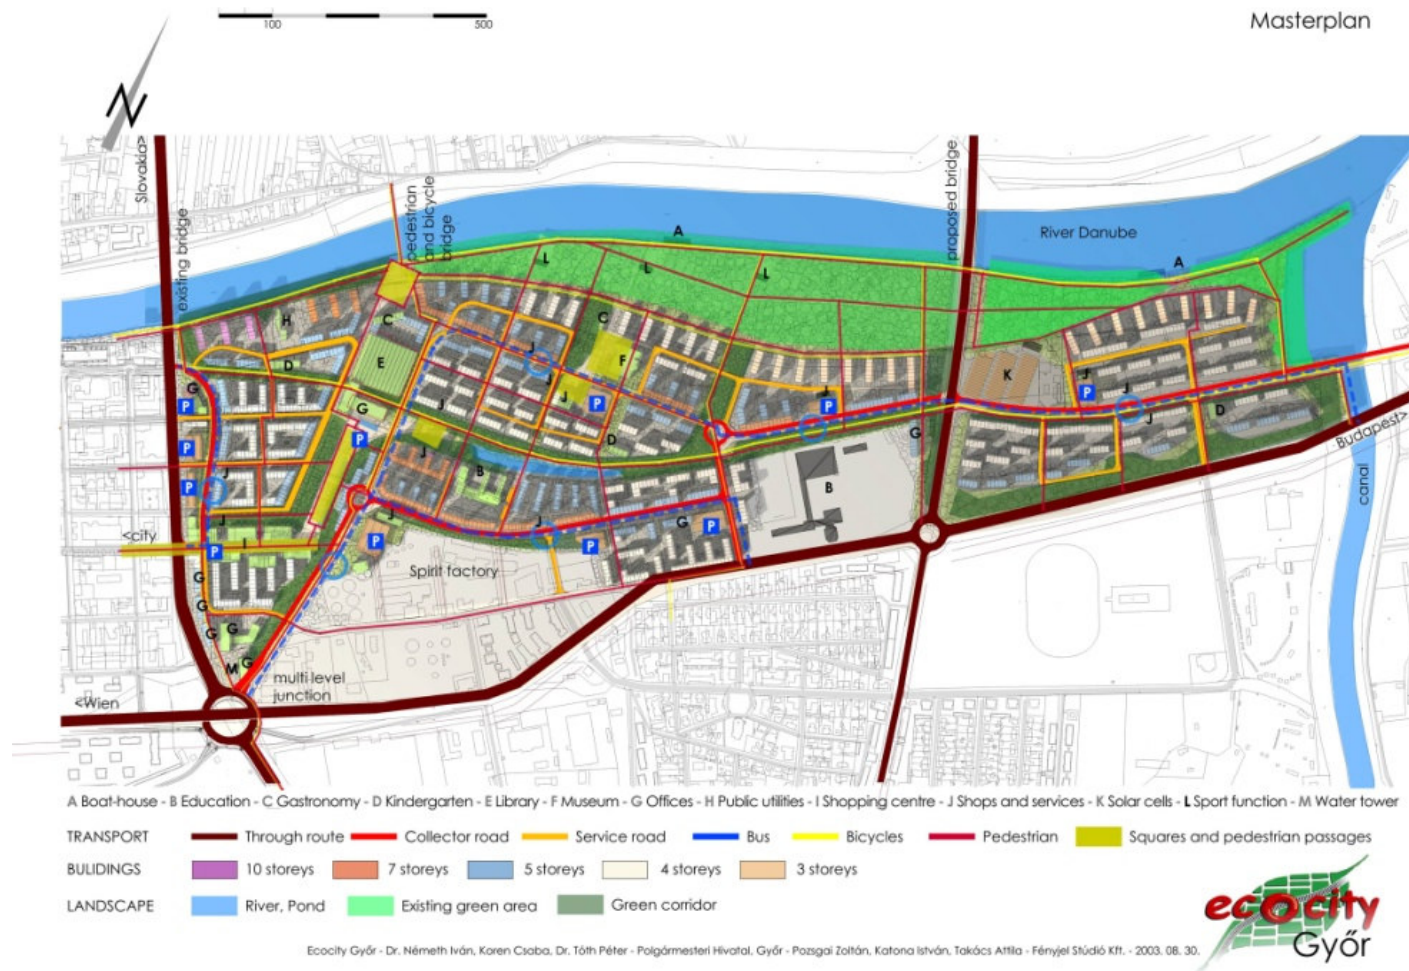 100 500
Masterplan
N
Slovakia>
existing bridge
pedestrian
and bicycle
bridge
proposed bridge
River Danube
A
A
L
L
L
H
C
C
D
E
F
J
J
J
K
J
J
J
G
P
P
P
G
P
J
P
D
P
J
B
G
B
J
D
P
Budapest>
canal
P
J
J
<city
I
P
J
P
J
P
G
P
Spirit factory
G
G
G
G
G
M
multi level
junction
<Wien
A Boat-house - B Education - C Gastronomy - D Kindergarten - E Library - F Museum - G Offices - H Public utilities - I Shopping centre - J Shops and services - K Solar cells - L Sport function - M Water tower
TRANSPORT Through route Collector road Service road Bus Bicycles Pedestrian Squares and pedestrian passages
BULIDINGS 10 storeys 7 storeys 5 storeys 4 storeys 3 storeys
LANDSCAPE River, Pond Existing green area Green corridor
ecocity
Győr
Ecocity Győr - Dr. Németh Iván, Koren Csaba, Dr. Tóth Péter - Polgármesteri Hivatal, Győr - Pozsgai Zoltán, Katona István, Takács Attila - Fényjel Stúdió Kft. - 2003. 08. 30.